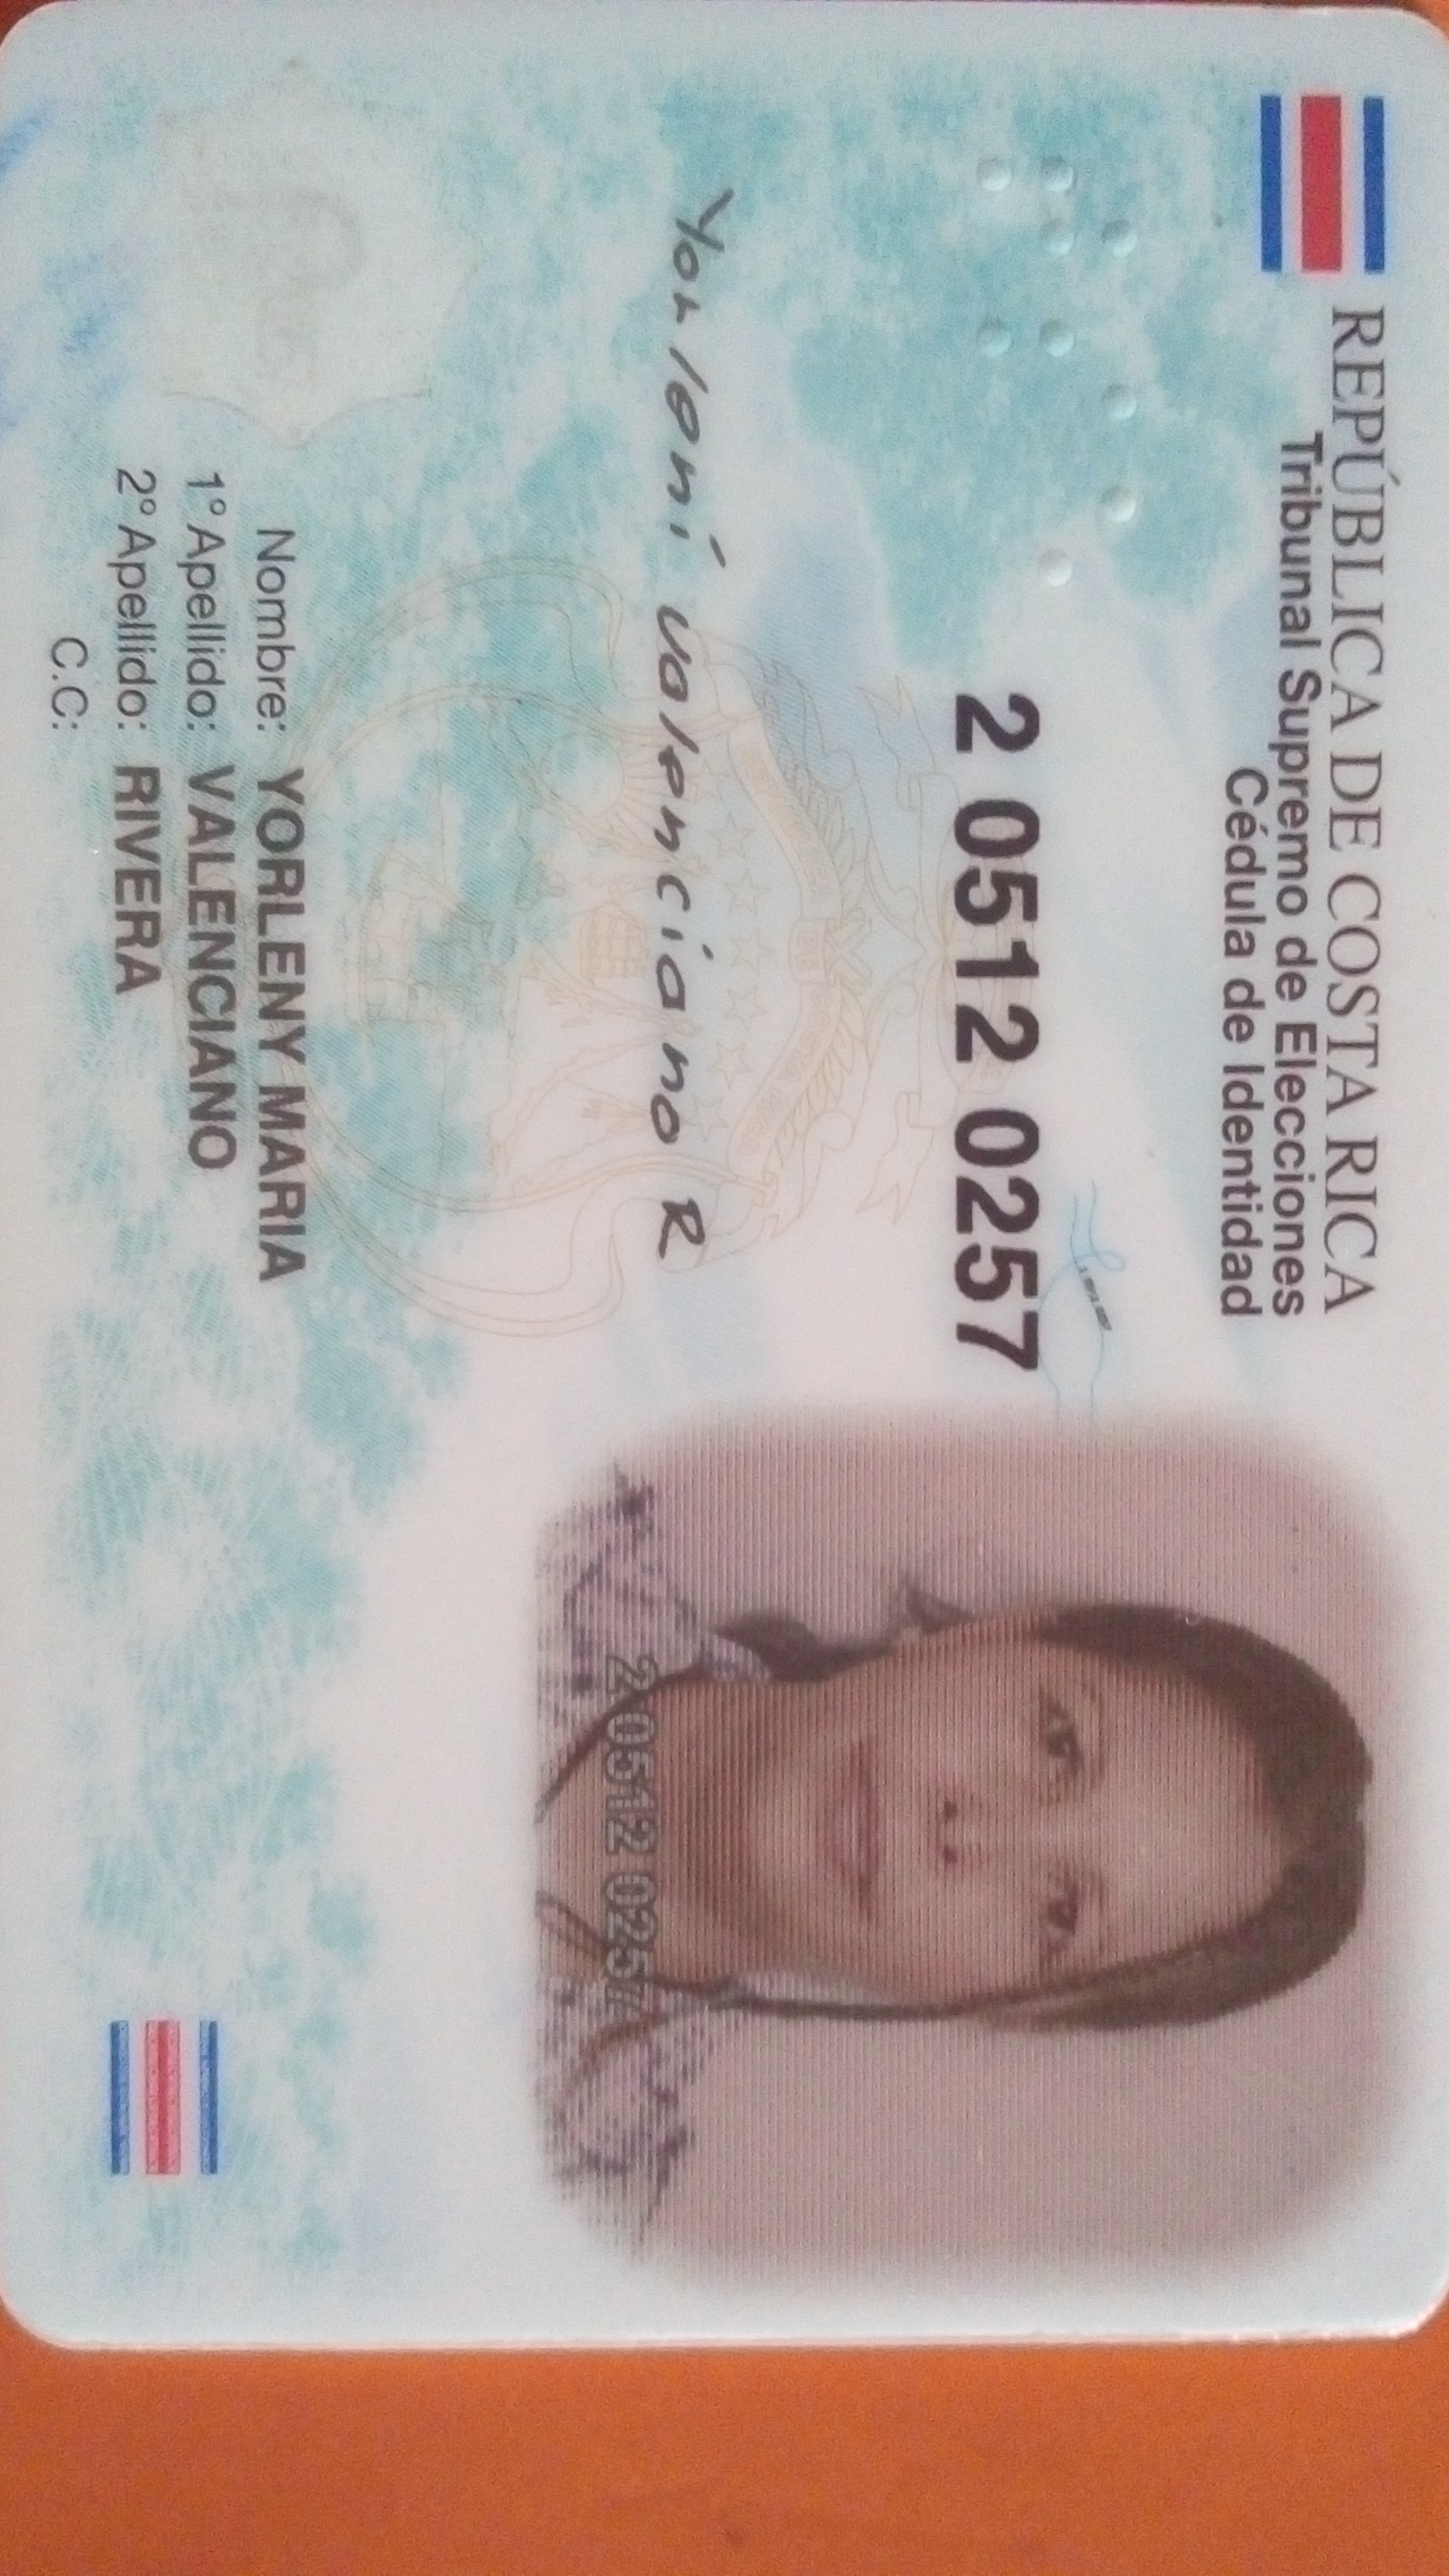 REPÚBLICA DE COSTA RICA
Tribunal Supremo de Elecciones
Cédula de Identidad
2 0512 0257
Yorlení Valenciano R
2 0512 0257
Nombre: YORLENY MARIA
1° Apellido: VALENCIANO
2° Apellido: RIVERA
C.C: